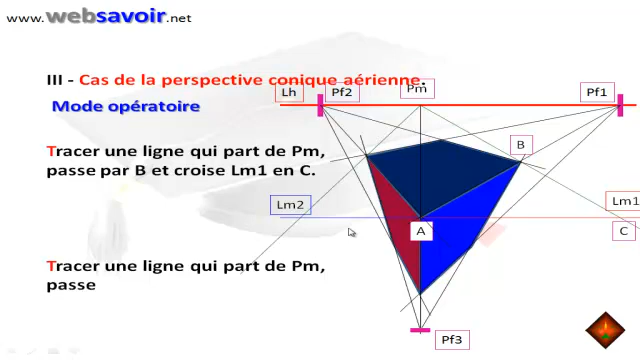 www.websavoir.net
III - Cas de la perspective conique aérienne.
Mode opératoire
Lh
Pf2
Pm
Pf1
Tracer une ligne qui part de Pm,
passe par B et croise Lm1 en C.
B
Lm2
Lm1
A
C
Tracer une ligne qui part de Pm,
passe
Pf3